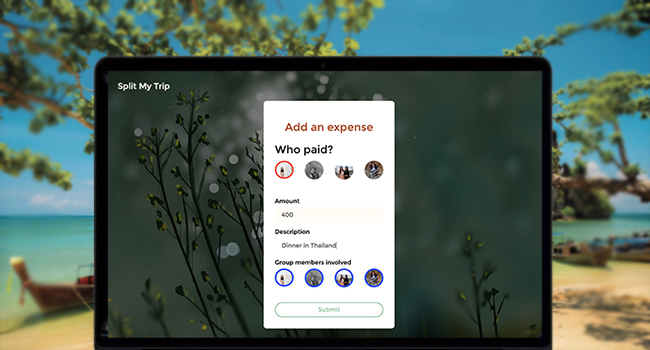 Split My Trip
Add an expense
Who paid?
Amount
400
Description
Dinner in Thailand
Group members involved
Submit